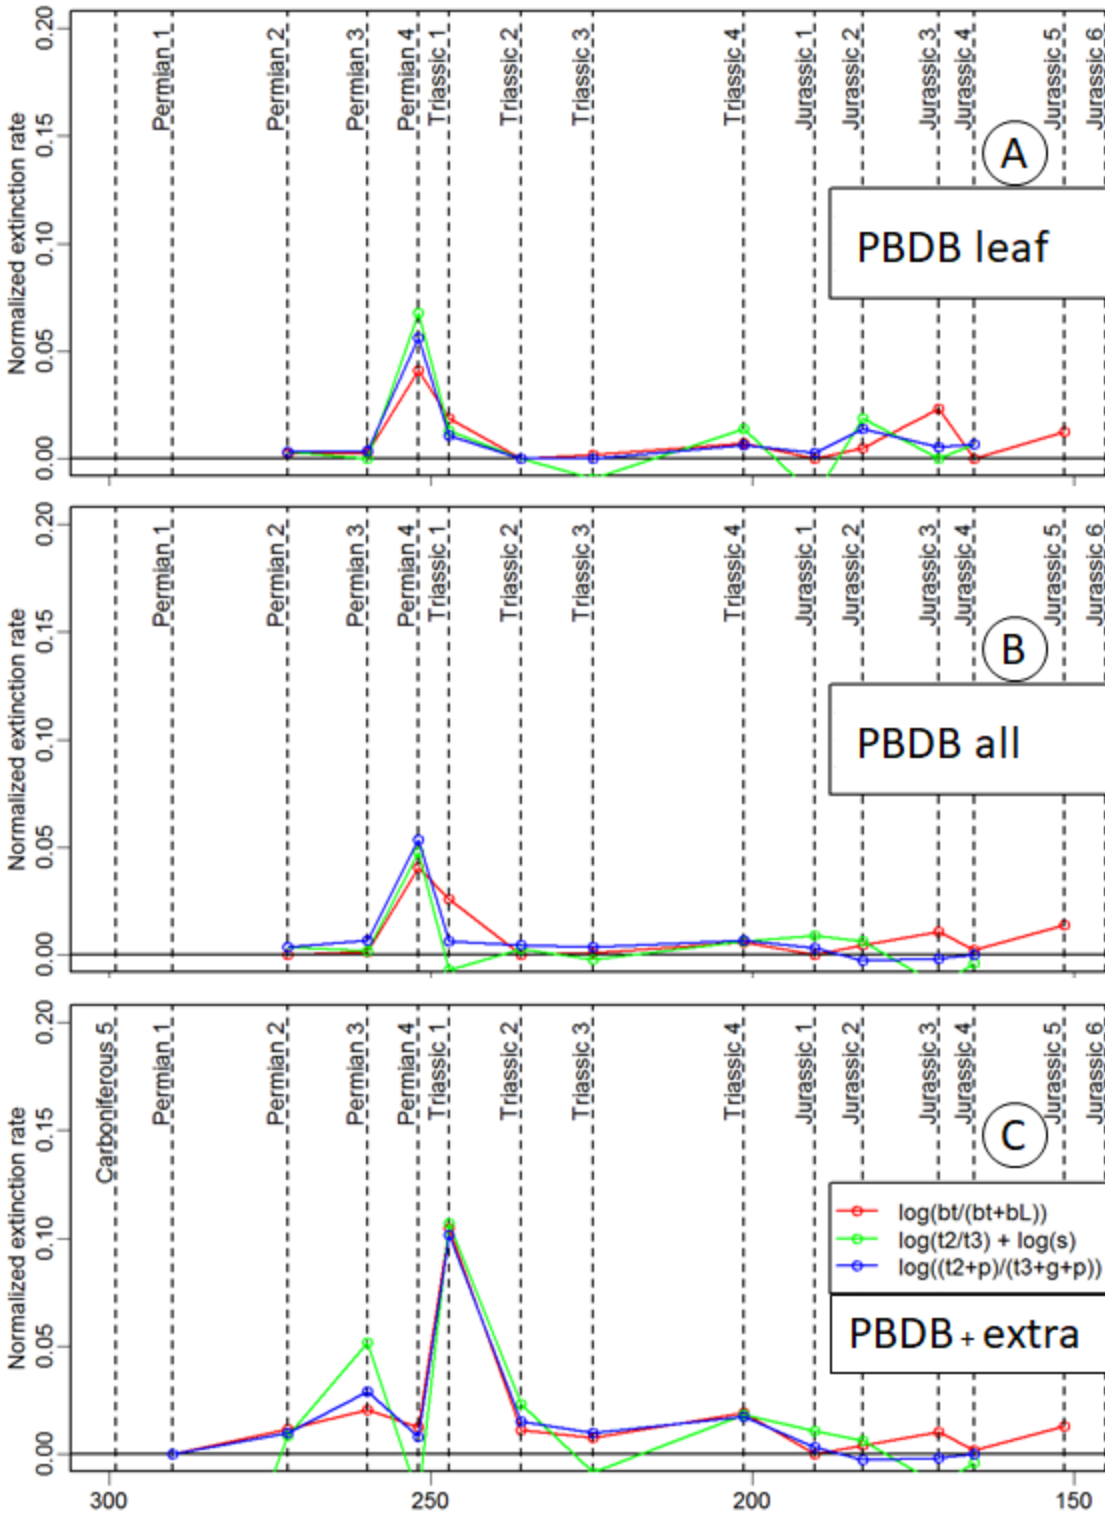 0.20
0.15
0.10
0.05
0.00
Normalized extinction rate
Permian 1
Permian 2
Permian 3
Permian 4
Triassic 1
Triassic 2
Triassic 3
Triassic 4
Jurassic 1
Jurassic 2
Jurassic 3
Jurassic 4
Jurassic 5
Jurassic 6
A
PBDB leaf
0.20
0.15
0.10
0.05
0.00
Normalized extinction rate
Permian 1
Permian 2
Permian 3
Permian 4
Triassic 1
Triassic 2
Triassic 3
Triassic 4
Jurassic 1
Jurassic 2
Jurassic 3
Jurassic 4
Jurassic 5
Jurassic 6
B
PBDB all
0.20
0.15
0.10
0.05
0.00
Normalized extinction rate
Carboniferous 5
Permian 1
Permian 2
Permian 3
Permian 4
Triassic 1
Triassic 2
Triassic 3
Triassic 4
Jurassic 1
Jurassic 2
Jurassic 3
Jurassic 4
Jurassic 5
Jurassic 6
C
log(bt/(bt+bL))
log(t2/t3) + log(s)
log((t2+p)/(t3+g+p))
PBDB + extra
300
250
200
150